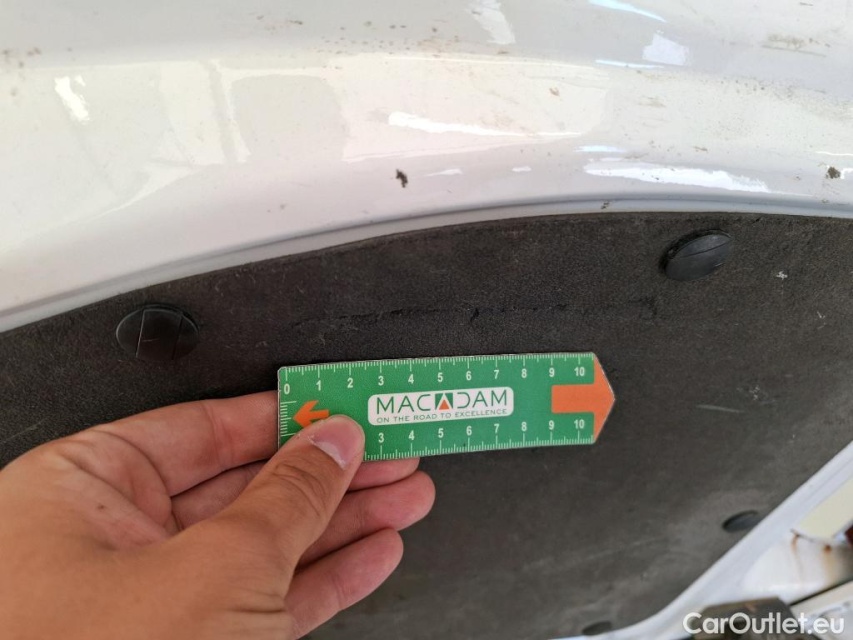 0 1 2 3 4 5 6 7 8 9 10
MACADAM
ON THE ROAD TO EXCELLENCE
3 4 5 6 7 8 9 10
CarOutlet.eu